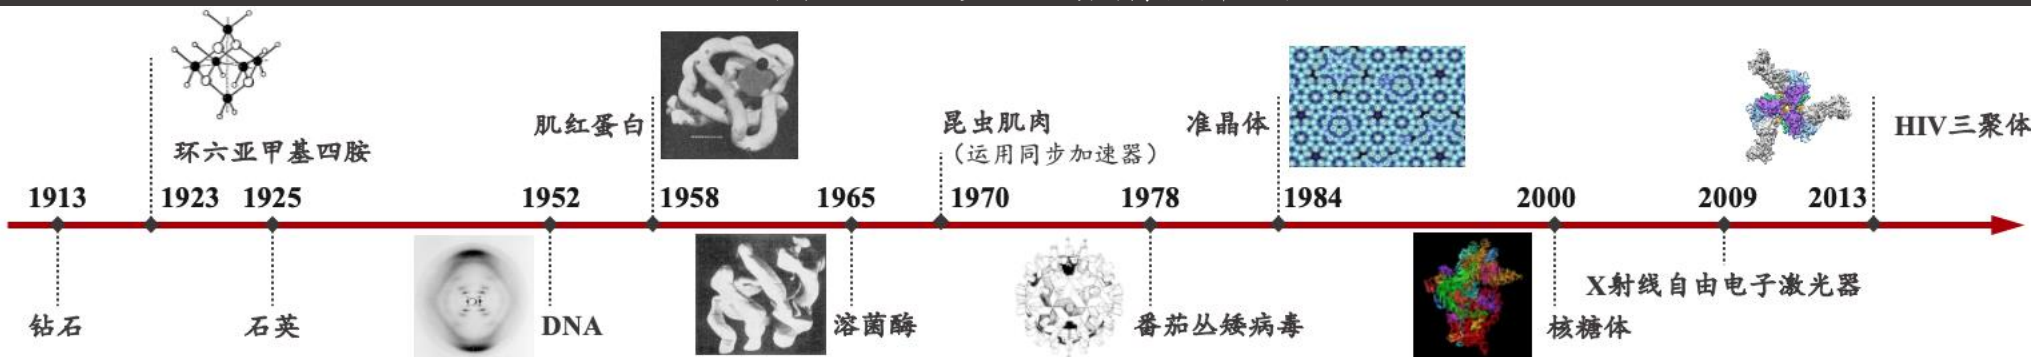 1913
钻石
1923
环六亚甲基四胺
1925
石英
1952
DNA
1958
肌红蛋白
1965
溶菌酶
1970
昆虫肌肉
（运用同步加速器）
1978
番茄丛矮病毒
1984
准晶体
2000
核糖体
2009
X射线自由电子激光器
2013
HIV三聚体